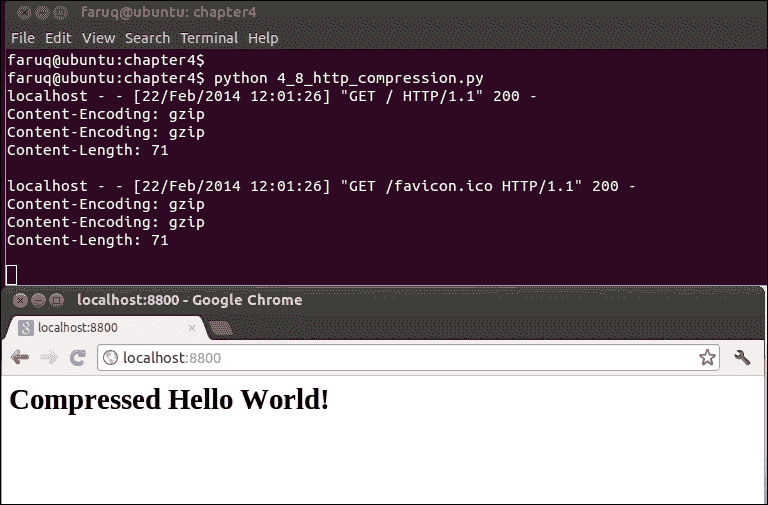 faruq@ubuntu: chapter4
File Edit View Search Terminal Help
faruq@ubuntu:chapter4$
faruq@ubuntu:chapter4$ python 4_8_http_compression.py
localhost - - [22/Feb/2014 12:01:26] "GET / HTTP/1.1" 200 -
Content-Encoding: gzip
Content-Encoding: gzip
Content-Length: 71
localhost - - [22/Feb/2014 12:01:26] "GET /favicon.ico HTTP/1.1" 200 -
Content-Encoding: gzip
Content-Encoding: gzip
Content-Length: 71
localhost:8800 - Google Chrome
localhost:8800
localhost:8800
Compressed Hello World!